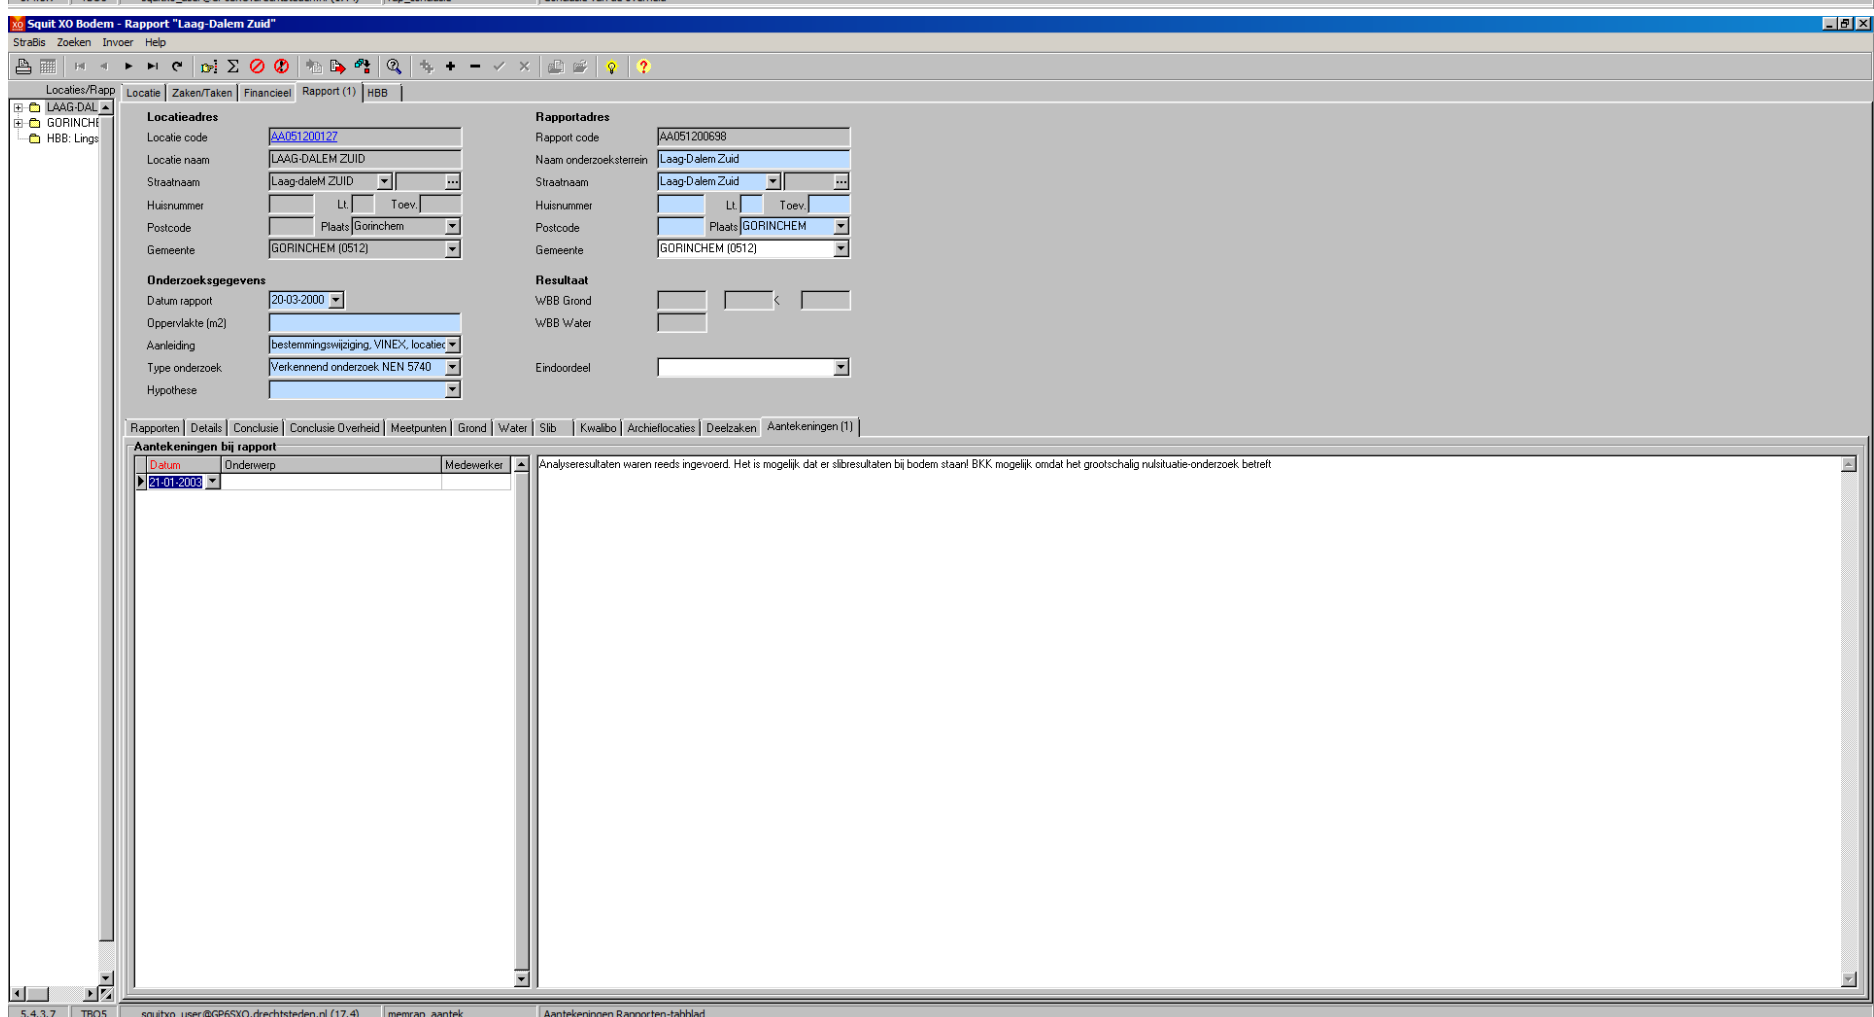 Squit XO Bodem - Rapport "Laag-Dalem Zuid"
StraBis Zoeken Invoer Help
Locaties/Rapp
LAAG-DAL
GORINCHE
HBB: Lings
Locatie Zaken/Taken Financieel Rapport (1) HBB
Locatieadres Rapportadres
Locatie code AA051200127 Rapport code AA051200698
Locatie naam LAAG-DALEM ZUID Naam onderzoeksterrein Laag-Dalem Zuid
Straatnaam Laag-daleM ZUID ... Straatnaam Laag-Dalem Zuid ...
Huisnummer Lt. Toev. Huisnummer Lt. Toev.
Postcode Plaats Gorinchem Postcode Plaats GORINCHEM
Gemeente GORINCHEM (0512) Gemeente GORINCHEM (0512)
Onderzoeksgegevens Resultaat
Datum rapport 20-03-2000 WBB Grond <
Oppervlakte (m2) WBB Water
Aanleiding bestemmingswijziging, VINEX, locatiec
Type onderzoek Verkennend onderzoek NEN 5740 Eindoordeel
Hypothese
Rapporten Details Conclusie Conclusie Overheid Meetpunten Grond Water Slib Kwalibo Archieflocaties Deelzaken Aantekeningen (1)
Aantekeningen bij rapport
Datum Onderwerp Medewerker
21-01-2003
Analyseresultaten waren reeds ingevoerd. Het is mogelijk dat er slibresultaten bij bodem staan! BKK mogelijk omdat het grootschalig nulsituatie-onderzoek betreft
5.4.3.7 TBO5 squitxo_user@GP6SXO.drechtsteden.nl (17.4) memrap_aantek Aantekeningen Rapporten-tabblad